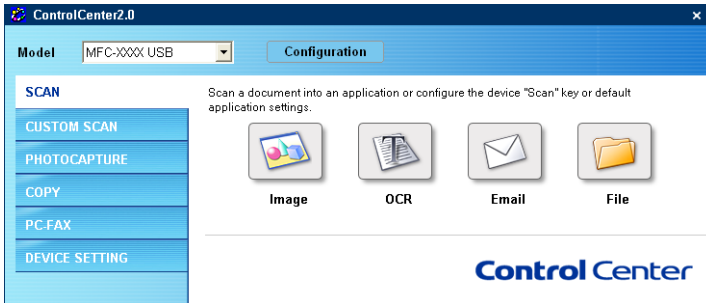 ControlCenter2.0
Model MFC-XXXX USB Configuration
SCAN
CUSTOM SCAN
PHOTOCAPTURE
COPY
PC-FAX
DEVICE SETTING
Scan a document into an application or configure the device "Scan" key or default
application settings.
Image OCR Email File
Control Center